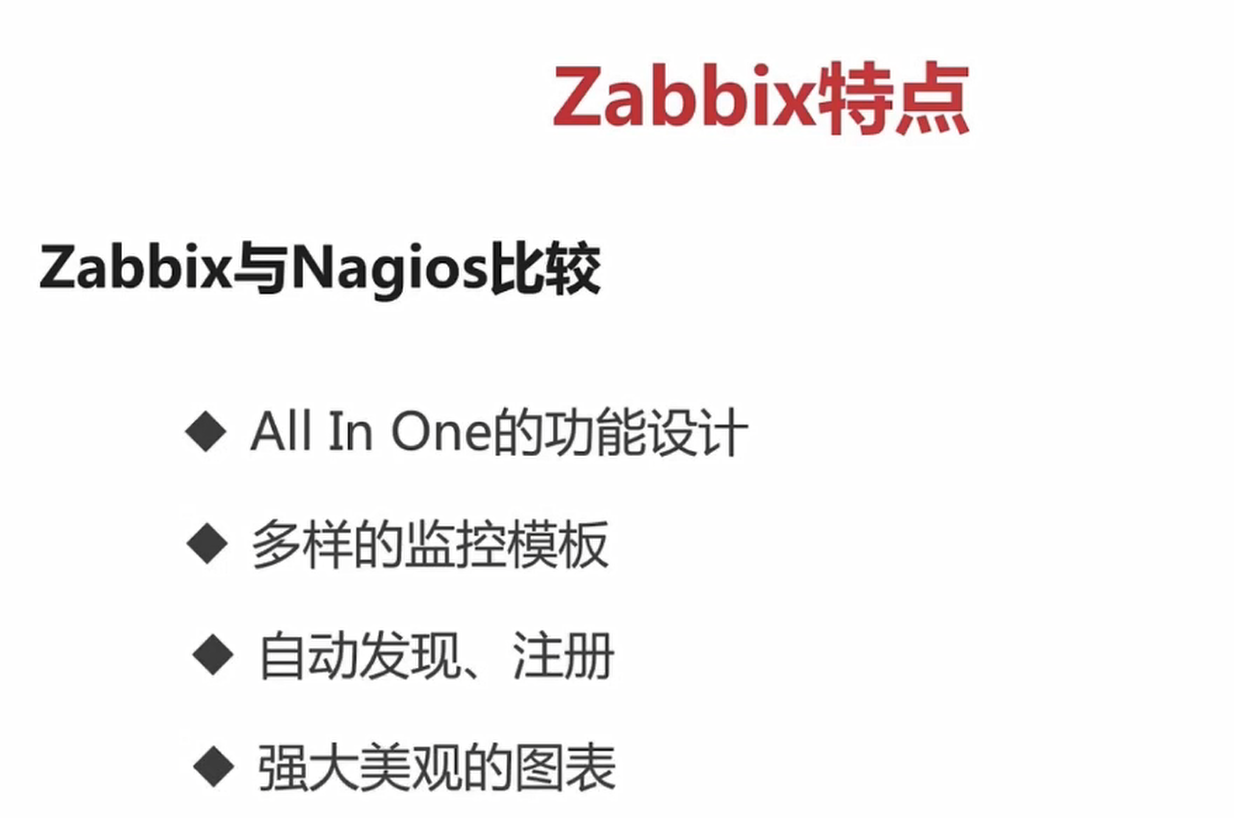 Zabbix特点
Zabbix与Nagios比较
◆ All In One的功能设计
◆ 多样的监控模板
◆ 自动发现、注册
◆ 强大美观的图表